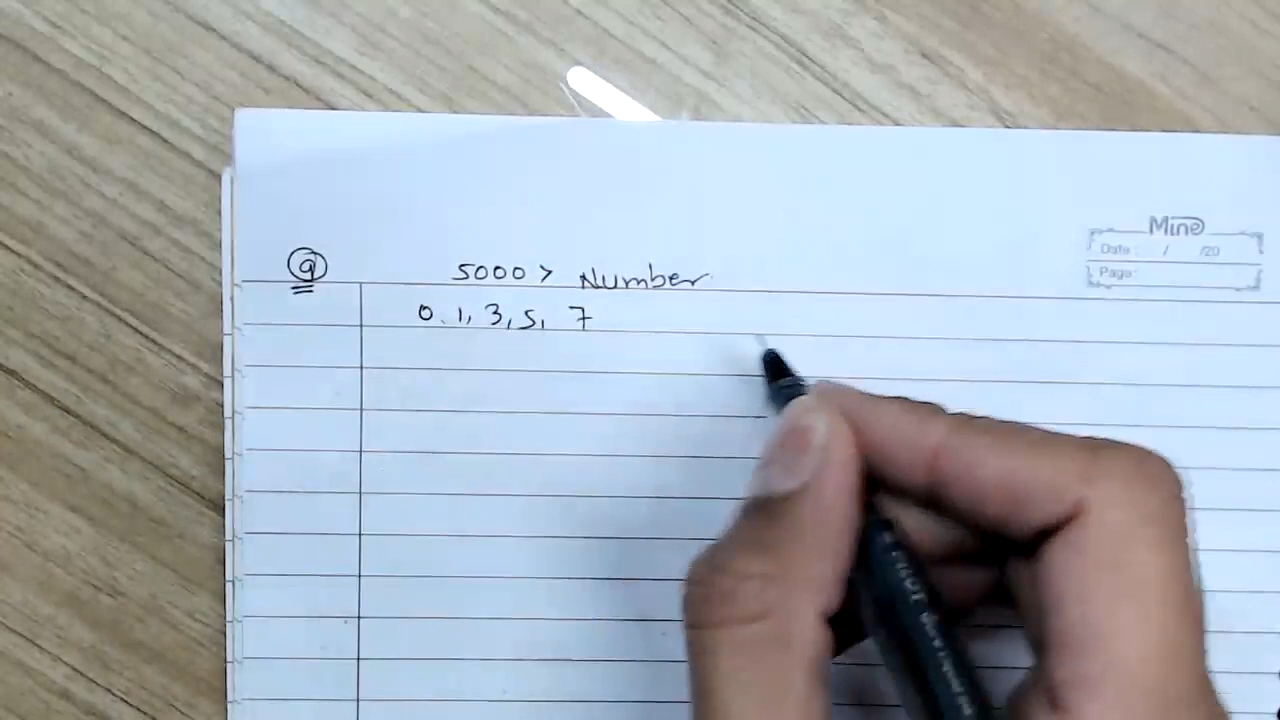 Mine
Date: / /20
Page:
9 5000 > Number
0, 1, 3, 5, 7